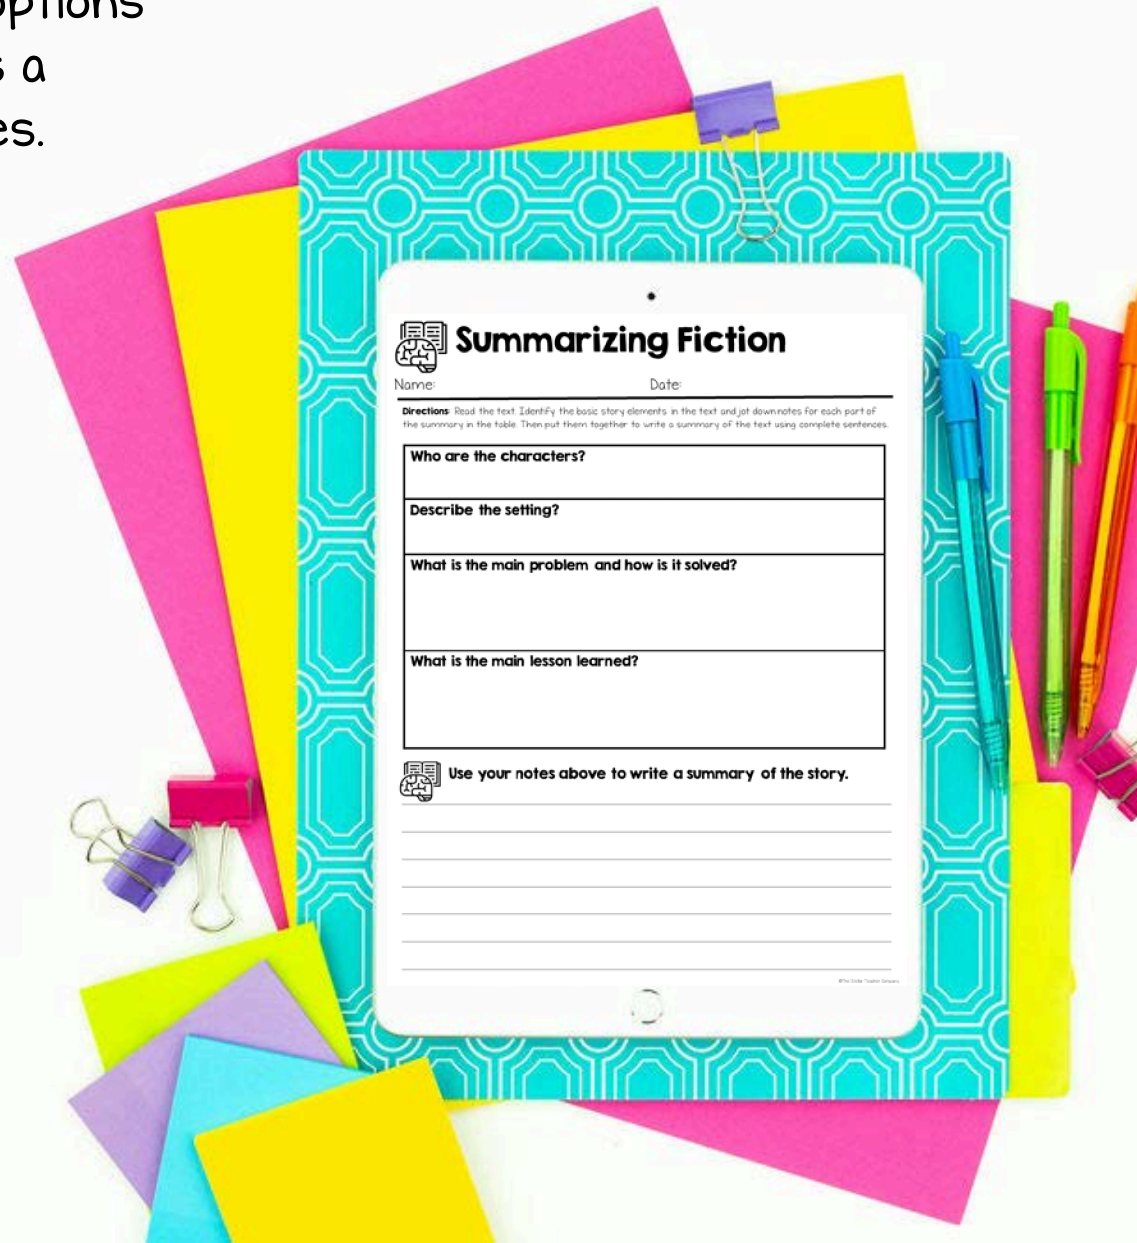 options
s a
es.
Summarizing Fiction
Name:
Date:
Directions: Read the text. Identify the basic story elements in the text and jot down notes for each part of
the summary in the table. Then put them together to write a summary of the text using complete sentences.
Who are the characters?
Describe the setting?
What is the main problem and how is it solved?
What is the main lesson learned?
Use your notes above to write a summary of the story.